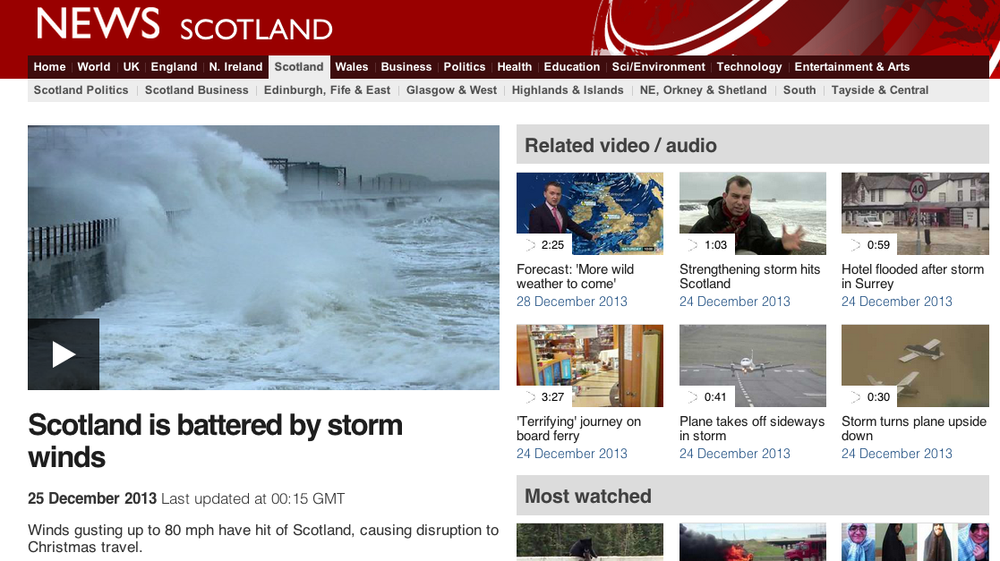 NEWS SCOTLAND
Home World UK England N. Ireland Scotland Wales Business Politics Health Education Sci/Environment Technology Entertainment & Arts
Scotland Politics Scotland Business Edinburgh, Fife & East Glasgow & West Highlands & Islands NE, Orkney & Shetland South Tayside & Central
Scotland is battered by storm
winds
25 December 2013 Last updated at 00:15 GMT
Winds gusting up to 80 mph have hit of Scotland, causing disruption to
Christmas travel.
Related video / audio
2:25
Forecast: 'More wild
weather to come'
28 December 2013
1:03
Strengthening storm hits
Scotland
24 December 2013
40
0:59
Hotel flooded after storm
in Surrey
24 December 2013
3:27
'Terrifying' journey on
board ferry
24 December 2013
0:41
Plane takes off sideways
in storm
24 December 2013
0:30
Storm turns plane upside
down
24 December 2013
Most watched